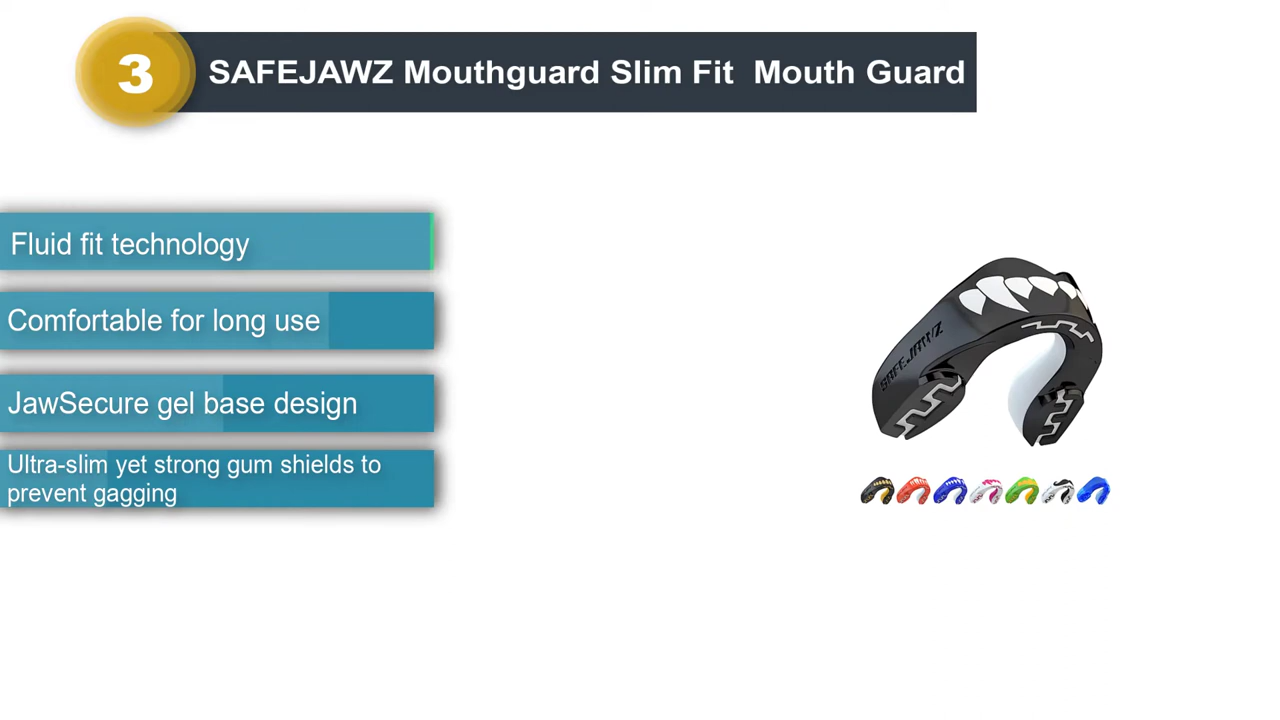 3
SAFEJAWZ Mouthguard Slim Fit  Mouth Guard
Fluid fit technology
Comfortable for long use
JawSecure gel base design
Ultra-slim yet strong gum shields to
prevent gagging
SAFEJAWZ